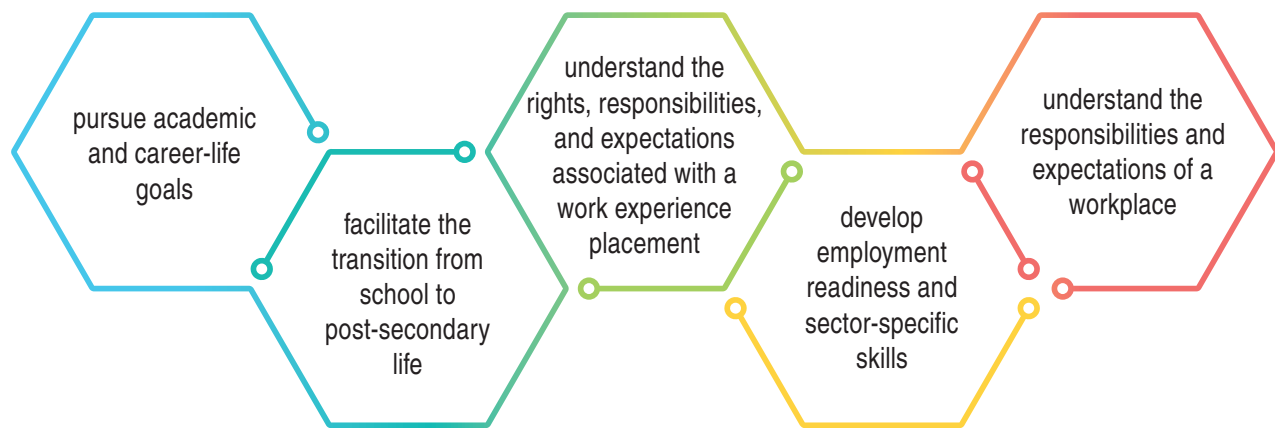 pursue academic
and career-life
goals
facilitate the
transition from
school to
post-secondary
life
understand the
rights, responsibilities,
and expectations
associated with a
work experience
placement
develop
employment
readiness and
sector-specific
skills
understand the
responsibilities and
expectations of a
workplace